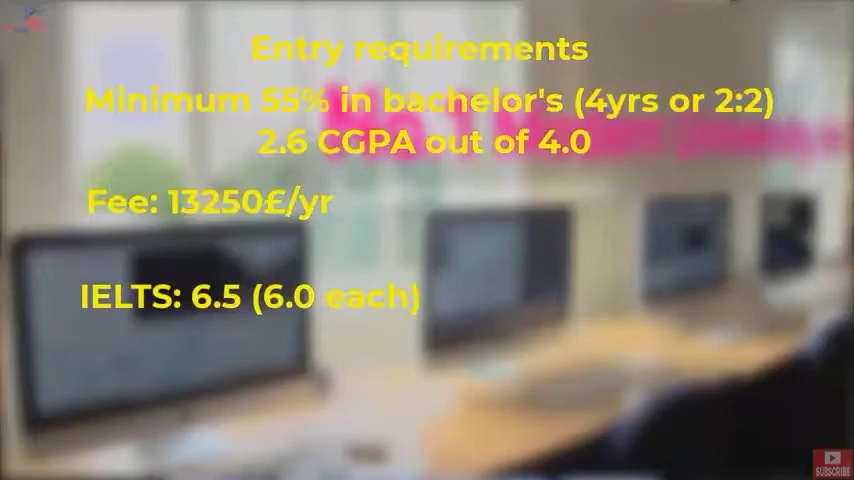 Entry requirements
Minimum 55% in bachelor's (4yrs or 2:2)
2.6 CGPA out of 4.0
Fee: 13250£/yr
IELTS: 6.5 (6.0 each)
SUBSCRIBE